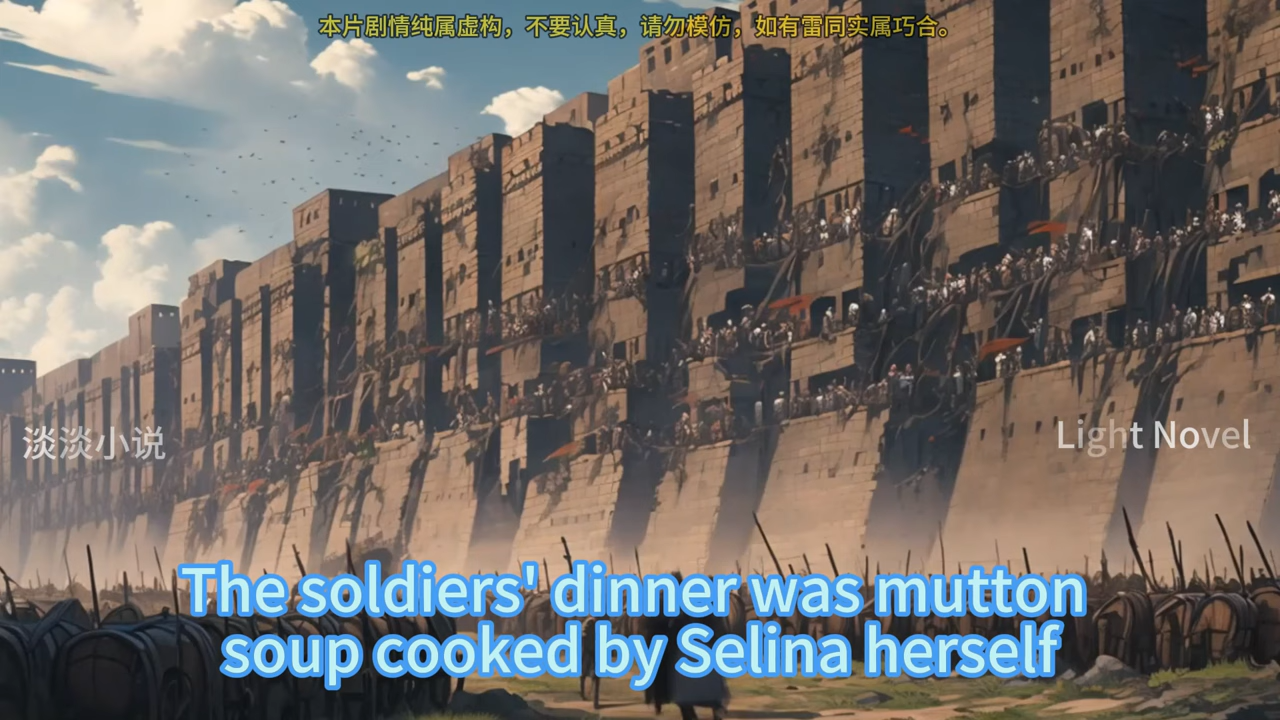 本片剧情纯属虚构，不要认真，请勿模仿，如有雷同实属巧合。
淡淡小说
Light Novel
The soldiers' dinner was mutton
soup cooked by Selina herself